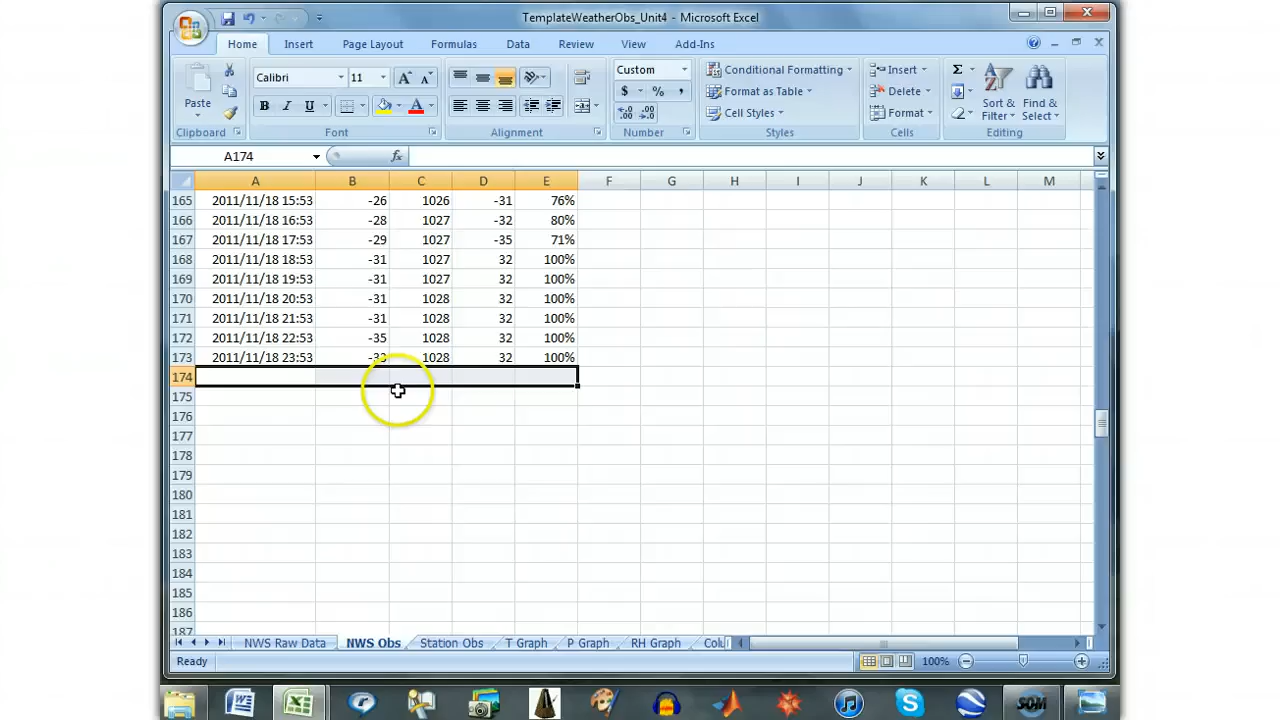 TemplateWeatherObs_Unit4 - Microsoft Excel
Home Insert Page Layout Formulas Data Review View Add-Ins
Paste Calibri 11 Custom Conditional Formatting Insert
B I U $ % , Format as Table Delete Sort & Filter Find & Select
Cell Styles Format
Clipboard Font Alignment Number Styles Cells Editing
A174 fx
A B C D E F G H I J K L M
165 2011/11/18 15:53 -26 1026 -31 76%
166 2011/11/18 16:53 -28 1027 -32 80%
167 2011/11/18 17:53 -29 1027 -35 71%
168 2011/11/18 18:53 -31 1027 32 100%
169 2011/11/18 19:53 -31 1027 32 100%
170 2011/11/18 20:53 -31 1028 32 100%
171 2011/11/18 21:53 -31 1028 32 100%
172 2011/11/18 22:53 -35 1028 32 100%
173 2011/11/18 23:53 -33 1028 32 100%
174
175
176
177
178
179
180
181
182
183
184
185
186
187
NWS Raw Data NWS Obs Station Obs T Graph P Graph RH Graph Colu
Ready 100%
SOM